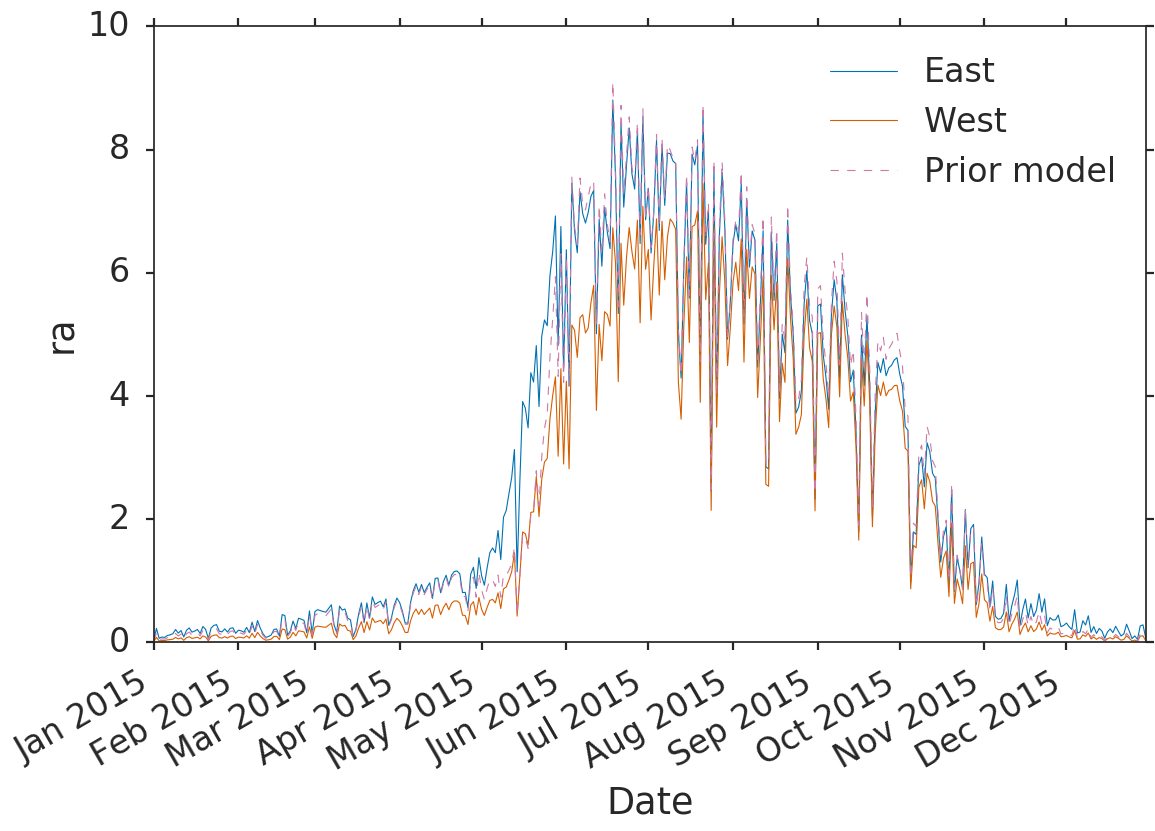 10
8
6
4
2
0
ra
East
West
Prior model
Jan 2015
Feb 2015
Mar 2015
Apr 2015
May 2015
Jun 2015
Jul 2015
Aug 2015
Sep 2015
Oct 2015
Nov 2015
Dec 2015
Date